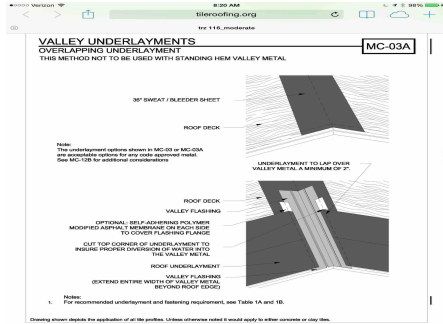 Verizon 8:20 AM 98%
tileroofing.org
trz 116_moderate
VALLEY UNDERLAYMENTS
OVERLAPPING UNDERLAYMENT
MC-03A
THIS METHOD NOT TO BE USED WITH STANDING HEM VALLEY METAL
36" SWEAT / BLEEDER SHEET
ROOF DECK
Note:
The underlayment options shown in MC-03 or MC-03A
are acceptable options for any code approved metal.
See MC-12B for additional considerations
UNDERLAYMENT TO LAP OVER
VALLEY METAL A MINIMUM OF 2".
ROOF DECK
VALLEY FLASHING
OPTIONAL: SELF-ADHERING POLYMER
MODIFIED ASPHALT MEMBRANE ON EACH SIDE
TO COVER FLASHING FLANGE
CUT TOP CORNER OF UNDERLAYMENT TO
INSURE PROPER DIVERSION OF WATER INTO
THE VALLEY METAL
ROOF UNDERLAYMENT
VALLEY FLASHING
(EXTEND ENTIRE WIDTH OF VALLEY METAL
BEYOND ROOF EDGE)
Notes:
1. For recommended underlayment and fastening requirement, see Table 1A and 1B.
Drawing shown depicts the application of all tile profiles. Unless otherwise noted it would apply to either concrete or clay tiles.